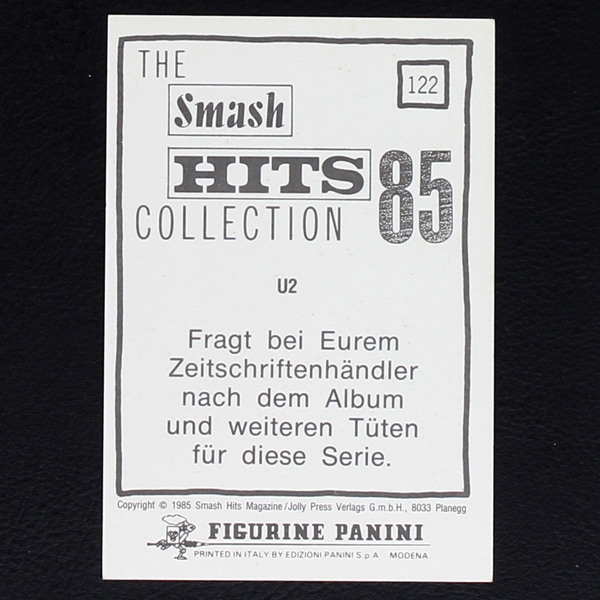 THE
122
Smash
HITS
85
COLLECTION
U2
Fragt bei Eurem
Zeitschriftenhändler
nach dem Album
und weiteren Tüten
für diese Serie.
Copyright © 1985 Smash Hits Magazine/Jolly Press Verlags G.m.b.H., 8033 Planegg
FIGURINE PANINI
PRINTED IN ITALY BY EDIZIONI PANINI S.p.A. MODENA